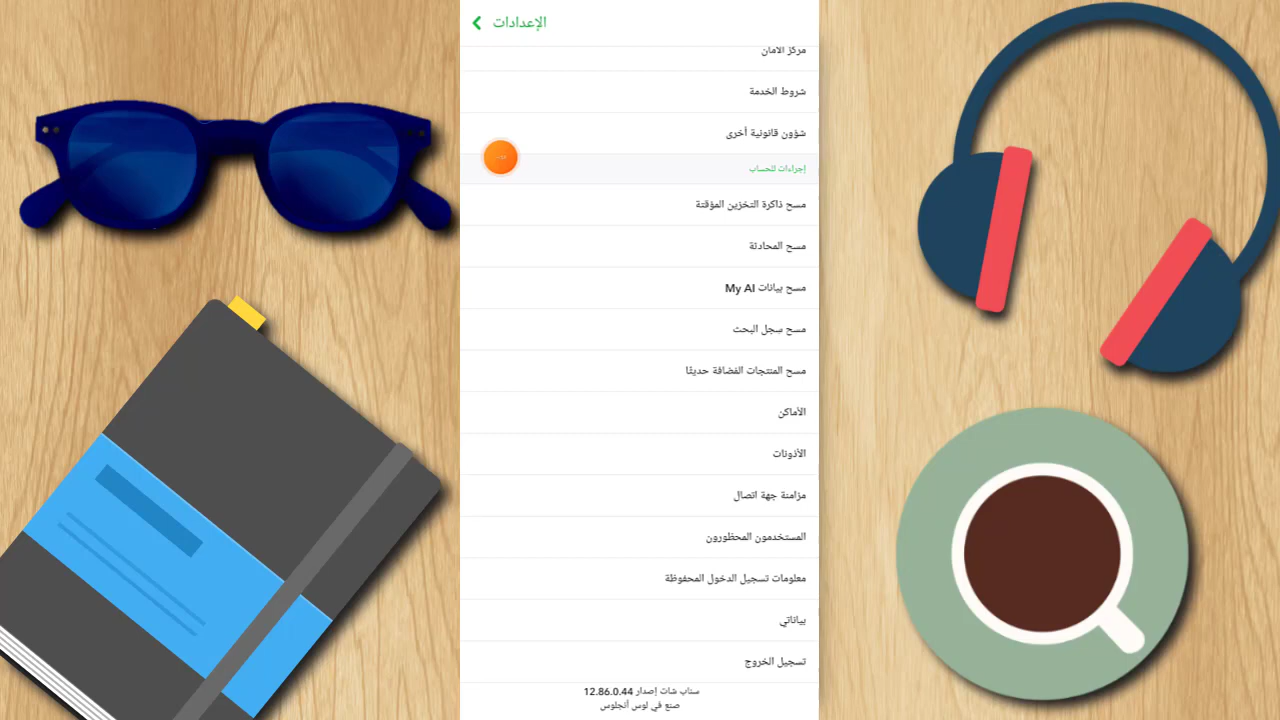 الإعدادات
مركز الأمان
شروط الخدمة
شؤون قانونية أخرى
إجراءات للحساب
مسح ذاكرة التخزين المؤقتة
مسح المحادثة
مسح بيانات My AI
مسح سجل البحث
مسح المنتجات المُضافة حديثًا
الأماكن
الأذونات
مزامنة جهة اتصال
المستخدمون المحظورون
معلومات تسجيل الدخول المحفوظة
بياناتي
تسجيل الخروج
سناب شات إصدار 12.86.0.44
صنع في لوس أنجلوس